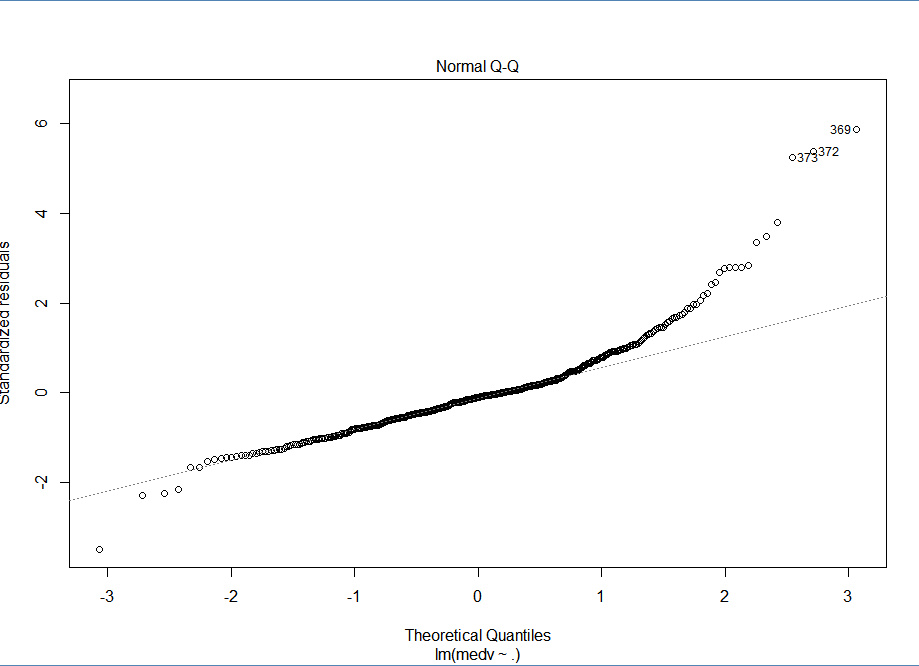 Normal Q-Q
6
4
2
0
-2
Standardized residuals
369
373
372
-3 -2 -1 0 1 2 3
Theoretical Quantiles
lm(medv ~ .)